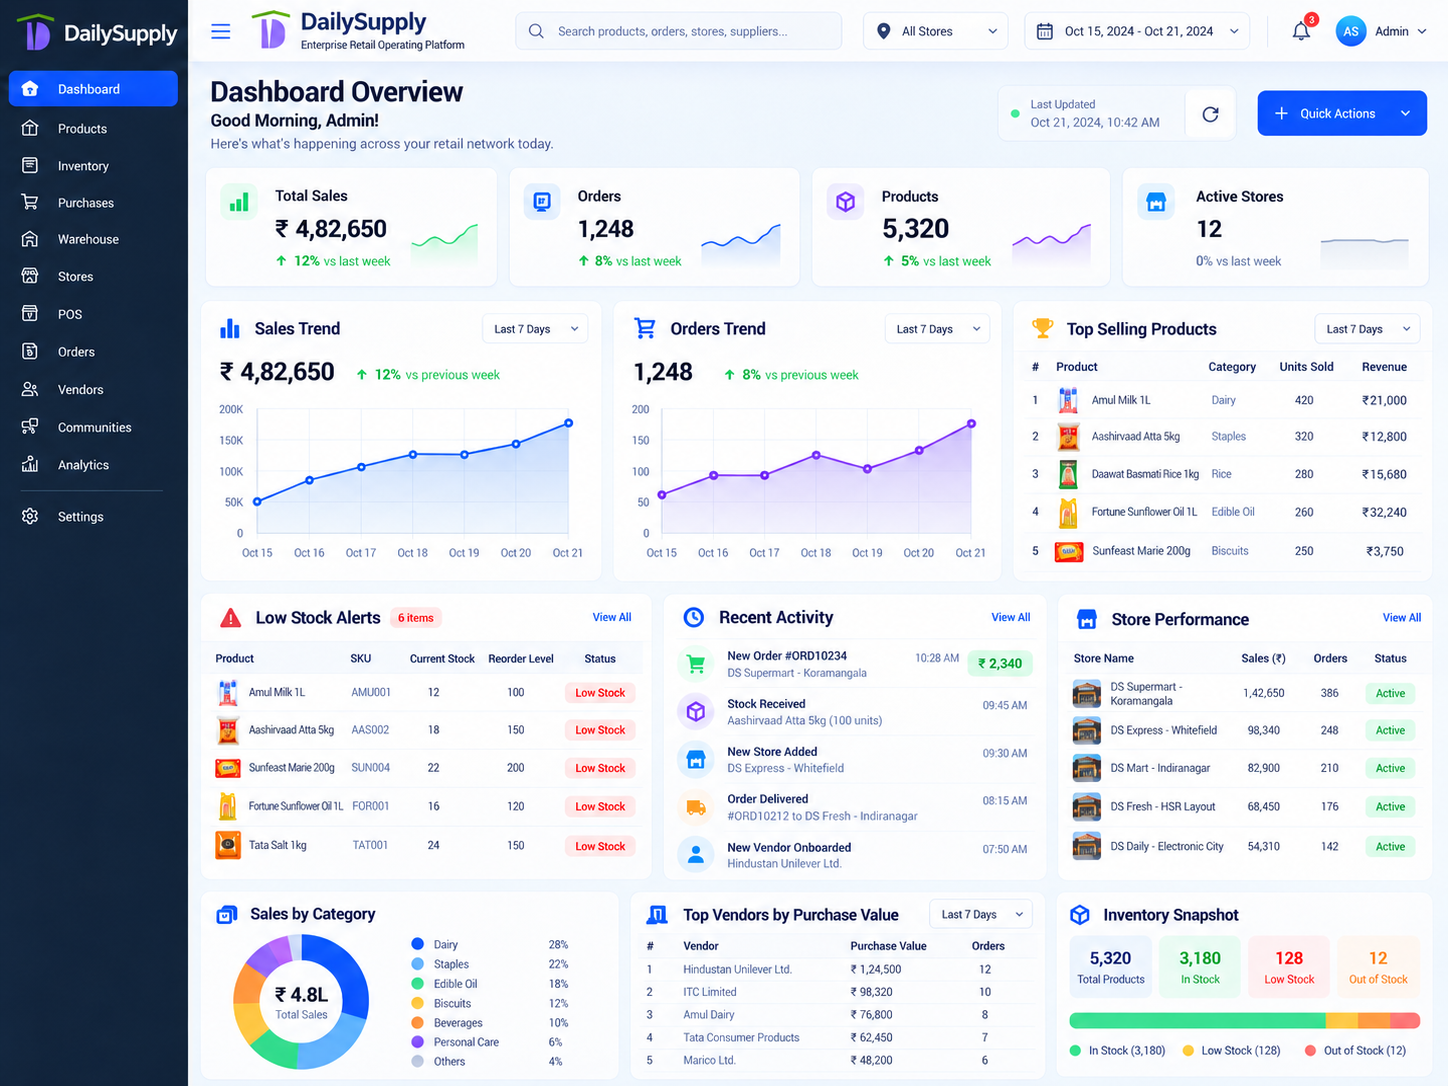 DailySupply
Dashboard
Products
Inventory
Purchases
Warehouse
Stores
POS
Orders
Vendors
Communities
Analytics
Settings
DailySupply
Enterprise Retail Operating Platform
Search products, orders, stores, suppliers...
All Stores
Oct 15, 2024 - Oct 21, 2024
3
AS
Admin
Dashboard Overview
Good Morning, Admin!
Here's what's happening across your retail network today.
Last Updated
Oct 21, 2024, 10:42 AM
Quick Actions
Total Sales
₹ 4,82,650
↑ 12% vs last week
Orders
1,248
↑ 8% vs last week
Products
5,320
↑ 5% vs last week
Active Stores
12
0% vs last week
Sales Trend
Last 7 Days
₹ 4,82,650
↑ 12% vs previous week
200K
150K
100K
50K
0
Oct 15 Oct 16 Oct 17 Oct 18 Oct 19 Oct 20 Oct 21
Orders Trend
Last 7 Days
1,248
↑ 8% vs previous week
200
150
100
50
0
Oct 15 Oct 16 Oct 17 Oct 18 Oct 19 Oct 20 Oct 21
Top Selling Products
Last 7 Days
# Product Category Units Sold Revenue
1 Amul Milk 1L Dairy 420 ₹21,000
2 Aashirvaad Atta 5kg Staples 320 ₹12,800
3 Daawat Basmati Rice 1kg Rice 280 ₹15,680
4 Fortune Sunflower Oil 1L Edible Oil 260 ₹32,240
5 Sunfeast Marie 200g Biscuits 250 ₹3,750
Low Stock Alerts
6 items
View All
Product SKU Current Stock Reorder Level Status
Amul Milk 1L AMU001 12 100 Low Stock
Aashirvaad Atta 5kg AAS002 18 150 Low Stock
Sunfeast Marie 200g SUN004 22 200 Low Stock
Fortune Sunflower Oil 1L FOR001 16 120 Low Stock
Tata Salt 1kg TAT001 24 150 Low Stock
Recent Activity
View All
New Order #ORD10234
DS Supermart - Koramangala
10:28 AM
₹ 2,340
Stock Received
Aashirvaad Atta 5kg (100 units)
09:45 AM
New Store Added
DS Express - Whitefield
09:30 AM
Order Delivered
#ORD10212 to DS Fresh - Indiranagar
08:15 AM
New Vendor Onboarded
Hindustan Unilever Ltd.
07:50 AM
Store Performance
View All
Store Name Sales (₹) Orders Status
DS Supermart -
Koramangala 1,42,650 386 Active
DS Express - Whitefield 98,340 248 Active
DS Mart - Indiranagar 82,900 210 Active
DS Fresh - HSR Layout 68,450 176 Active
DS Daily - Electronic City 54,310 142 Active
Sales by Category
₹ 4.8L
Total Sales
Dairy 28%
Staples 22%
Edible Oil 18%
Biscuits 12%
Beverages 10%
Personal Care 6%
Others 4%
Top Vendors by Purchase Value
Last 7 Days
# Vendor Purchase Value Orders
1 Hindustan Unilever Ltd. ₹ 1,24,500 12
2 ITC Limited ₹ 98,320 10
3 Amul Dairy ₹ 76,800 8
4 Tata Consumer Products ₹ 62,450 7
5 Marico Ltd. ₹ 48,200 6
Inventory Snapshot
5,320
Total Products
3,180
In Stock
128
Low Stock
12
Out of Stock
In Stock (3,180)
Low Stock (128)
Out of Stock (12)